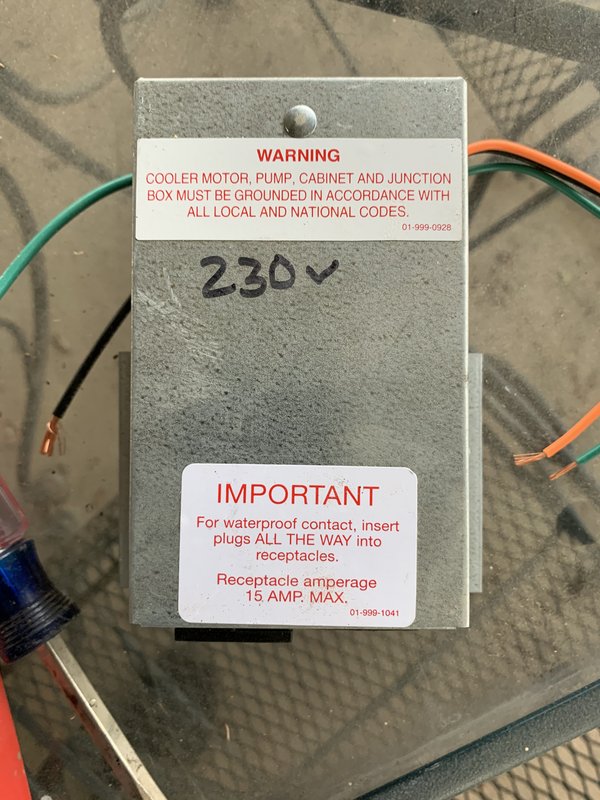 WARNING
COOLER MOTOR, PUMP, CABINET AND JUNCTION
BOX MUST BE GROUNDED IN ACCORDANCE WITH
ALL LOCAL AND NATIONAL CODES.
01-999-0928
230v
IMPORTANT
For waterproof contact, insert
plugs ALL THE WAY into
receptacles.
Receptacle amperage
15 AMP. MAX.
01-999-1041